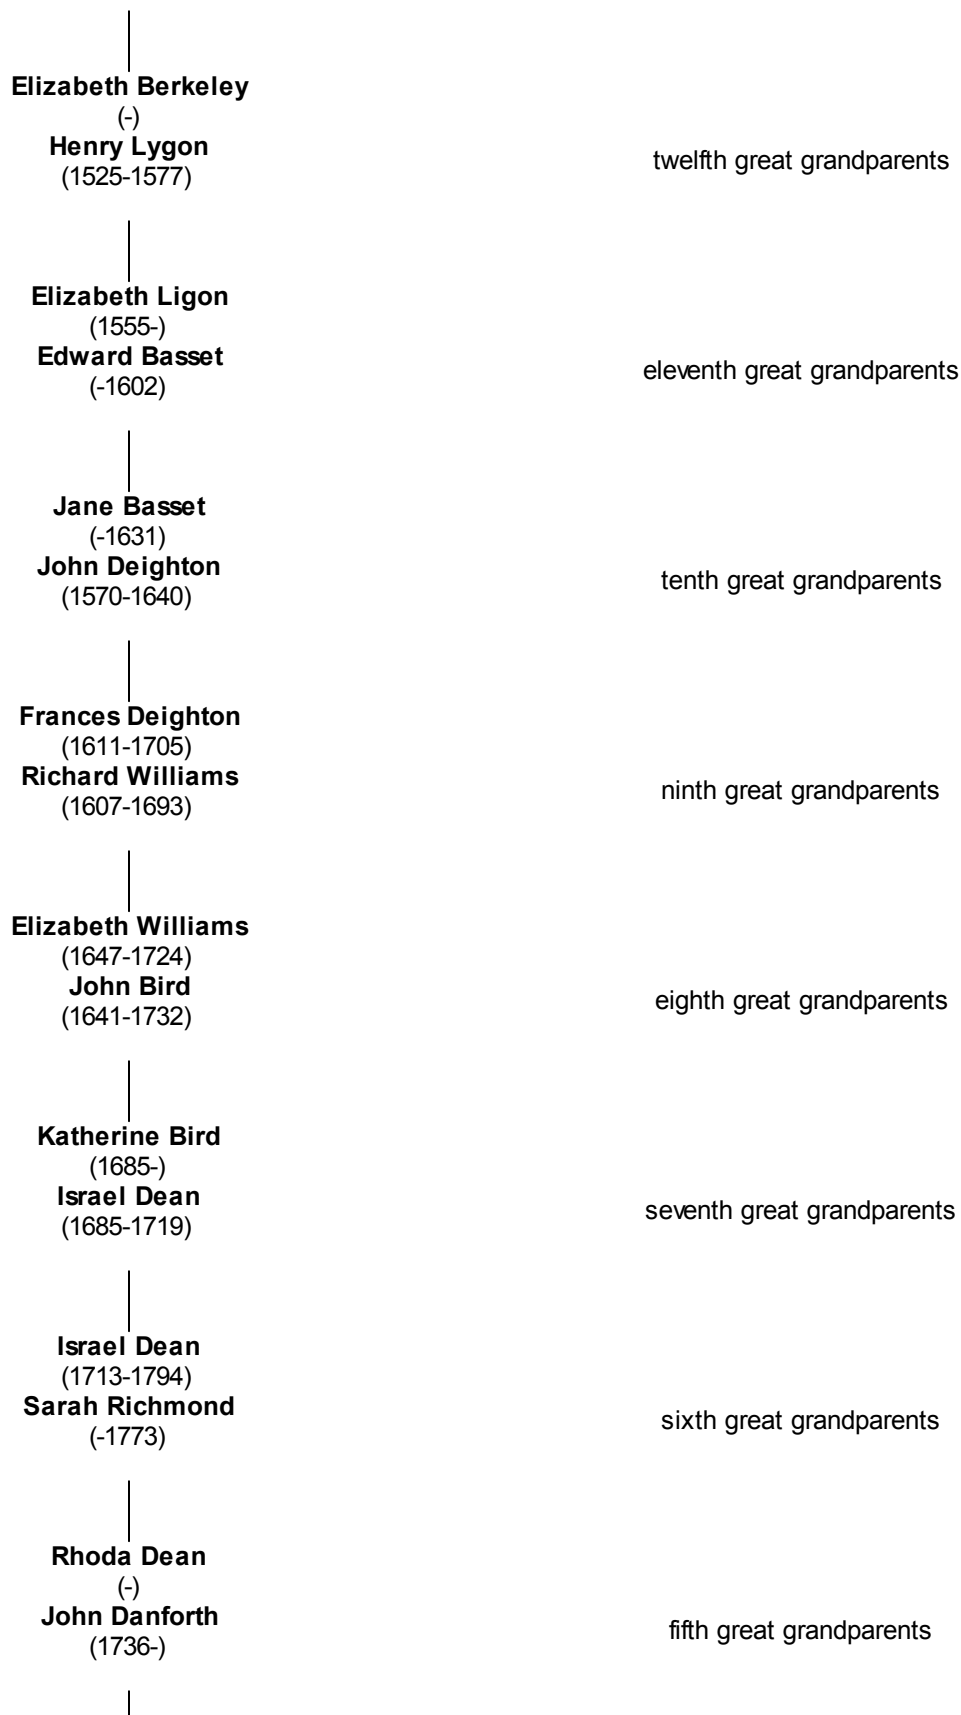 Elizabeth Berkeley
(-)
Henry Lygon
(1525-1577)
twelfth great grandparents
Elizabeth Ligon
(1555-)
Edward Basset
(-1602)
eleventh great grandparents
Jane Basset
(-1631)
John Deighton
(1570-1640)
tenth great grandparents
Frances Deighton
(1611-1705)
Richard Williams
(1607-1693)
ninth great grandparents
Elizabeth Williams
(1647-1724)
John Bird
(1641-1732)
eighth great grandparents
Katherine Bird
(1685-)
Israel Dean
(1685-1719)
seventh great grandparents
Israel Dean
(1713-1794)
Sarah Richmond
(-1773)
sixth great grandparents
Rhoda Dean
(-)
John Danforth
(1736-)
fifth great grandparents